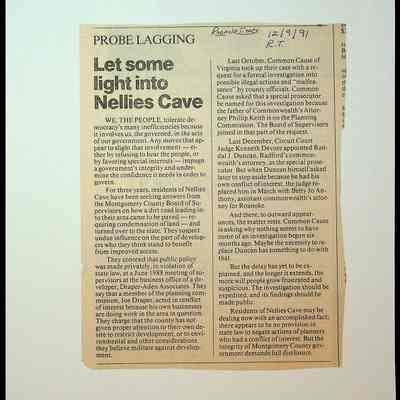 Roanoke Times 12/9/91
R.T.
PROBE LAGGING
Let some
light into
Nellies Cave
WE, THE PEOPLE, tolerate de-
mocracy's many inefficiencies because
it involves us, the governed, in the acts
of our government. Any moves that ap-
pear to slight that involvement — ei-
ther by refusing to hear the people, or
by favoring special interests — impugn
a government's integrity and under-
mine the confidence it needs in order to
govern.
For three years, residents of Nellies
Cave have been seeking answers from
the Montgomery County Board of Su-
pervisors on how a dirt road leading in-
to their area came to be paved — re-
quiring condemnation of land — and
turned over to the state. They suspect
undue influence on the part of develop-
ers who they think stand to benefit
from improved access.
They contend that public policy
was made privately, in violation of
state law, at a June 1988 meeting of su-
pervisors at the business office of a de-
veloper, Draper-Aden Associates. They
say that a member of the planning com-
mission, Joe Draper, acted in conflict
of interest because his own businesses
are doing work in the area in question.
They charge that the county has not
given proper attention to their own de-
sire to restrict development, or to envi-
ronmental and other considerations
they believe militate against develop-
ment.
Last October, Common Cause of
Virginia took up their case with a re-
quest for a formal investigation into
possible illegal actions and "malfea-
sance" by county officials. Common
Cause asked that a special prosecutor
be named for this investigation because
the father of Commonwealth's Attor-
ney Phillip Keith is on the Planning
Commission. The Board of Supervisors
joined in that part of the request.
Last December, Circuit Court
Judge Kenneth Devore appointed Ran-
dal J. Duncan, Radford's common-
wealth's attorney, as the special prose-
cutor. But when Duncan himself asked
later to step aside because he had his
own conflict of interest, the judge re-
placed him in March with Betty Jo An-
thony, assistant commonwealth's attor-
ney for Roanoke.
And there, to outward appear-
ances, the matter rests. Common Cause
is asking why nothing seems to have
come of an investigation begun six
months ago. Maybe the necessity to re-
place Duncan has something to do with
that.
But the delay has yet to be ex-
plained, and the longer it extends, the
more will people grow frustrated and
suspicious. The investigation should be
expedited, and its findings should be
made public.
Residents of Nellies Cave may be
dealing now with an accomplished fact;
there appears to be no provision in
state law to negate actions of planners
who had a conflict of interest. But the
integrity of Montgomery County gov-
ernment demands full disclosure.